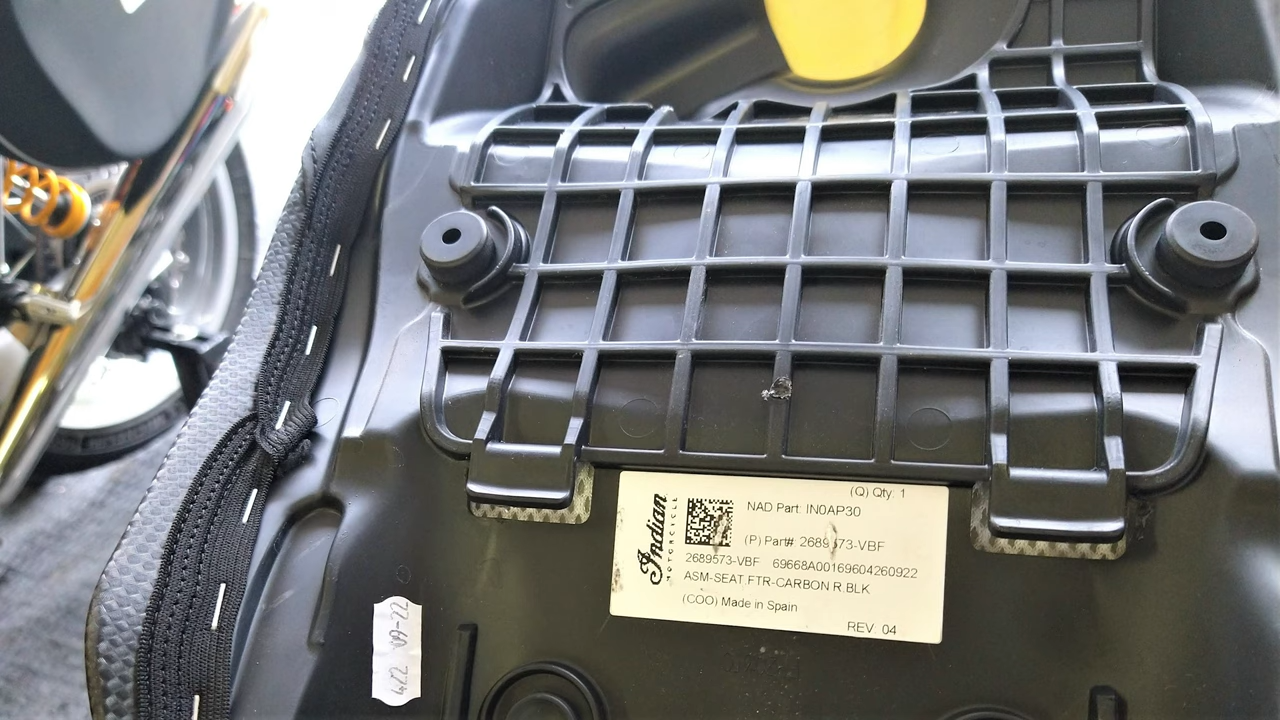 (Q) Qty: 1
Indian
MOTORCYCLE
NAD Part: IN0AP30
(P) Part# 2689573-VBF
2689573-VBF 69668A00169604260922
ASM-SEAT,FTR-CARBON R,BLK
(COO) Made in Spain
REV. 04
422 09-22